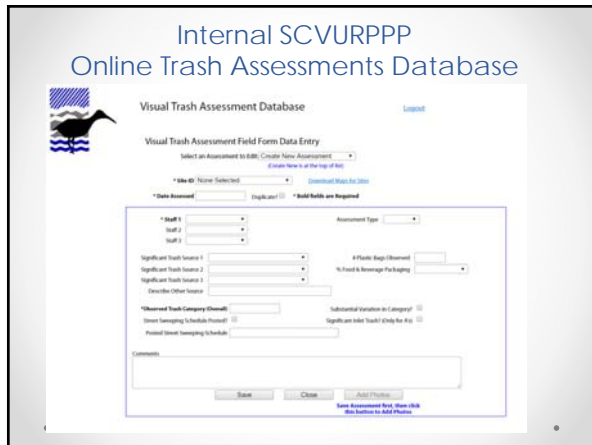 Internal SCVURPPP
Online Trash Assessments Database
Visual Trash Assessment Database
Logout
Visual Trash Assessment Field Form Data Entry
Select an Assessment to Edit: Create New Assessment
(Create New is at the top of list)
* Site ID None Selected
Download Maps for Sites
* Date Assessed
Duplicate?
* Bold fields are Required
* Staff 1
Assessment Type
Staff 2
Staff 3
Significant Trash Source 1
# Plastic Bags Observed
Significant Trash Source 2
% Food & Beverage Packaging
Significant Trash Source 3
Describe Other Source
*Observed Trash Category (Overall)
Substantial Variation in Category?
Street Sweeping Schedule Posted?
Significant Inlet Trash? (Only for A's)
Posted Street Sweeping Schedule
Comments
Save Close Add Photos
Save Assessment first, then click
this button to Add Photos